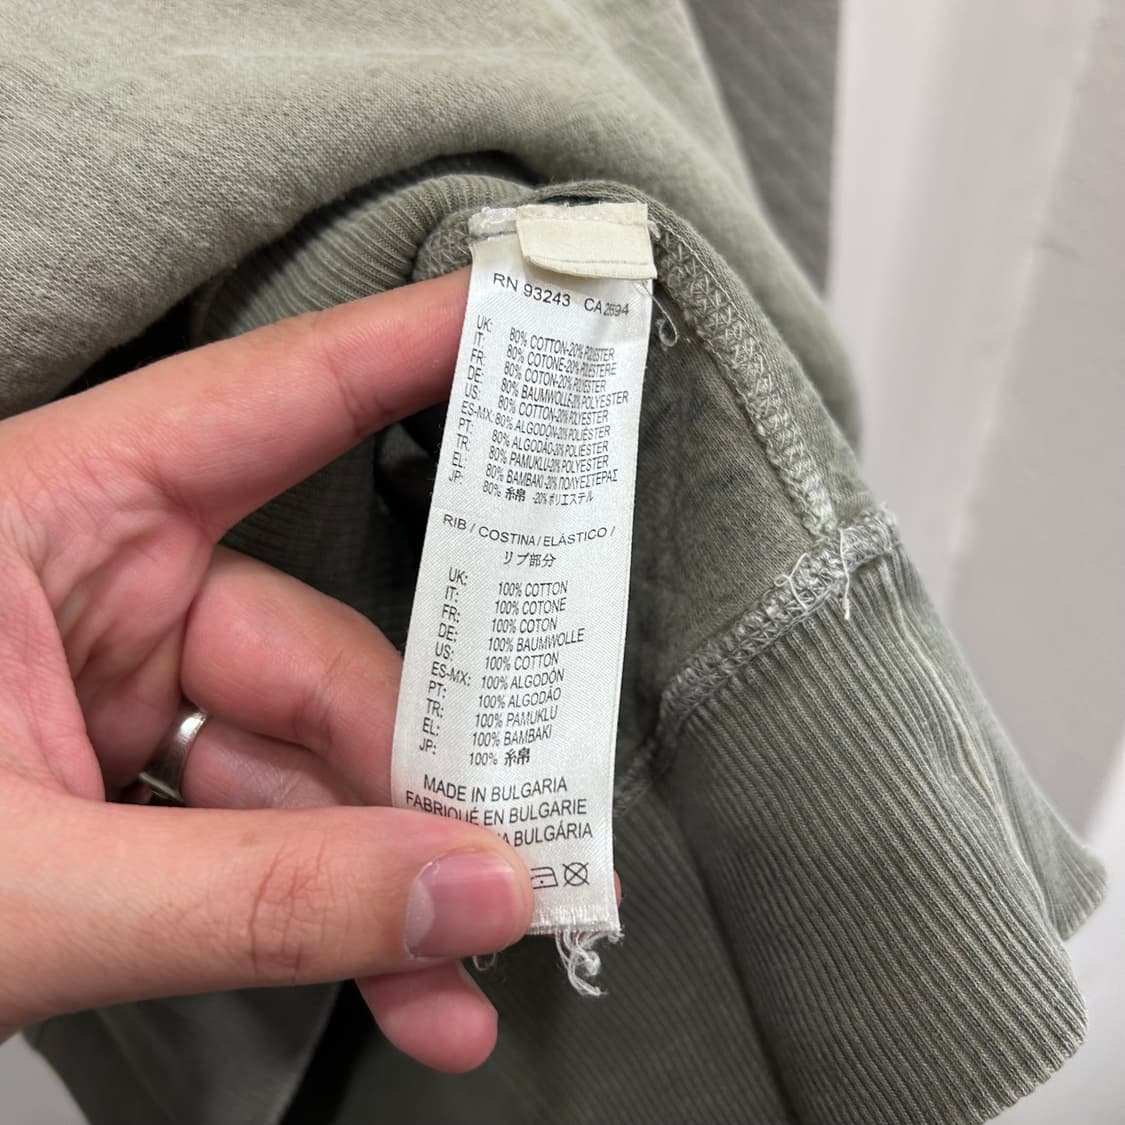 RN 93243 CA 2694
UK: 80% COTTON-20% POLYESTER
IT: 80% COTONE-20% POLIESTERE
FR: 80% COTON-20% POLYESTER
DE: 80% BAUMWOLLE-20% POLYESTER
US: 80% COTTON-20% POLYESTER
ES-MX: 80% ALGODÓN-20% POLIÉSTER
PT: 80% ALGODÃO-20% POLIÉSTER
TR: 80% PAMUKLU-20% POLYESTER
EL: 80% BAMBAKI-20% ΠΟΛΥΕΣΤΕΡΑΣ
JP: 80% 綿 -20% ポリエステル
RIB / COSTINA / ELÁSTICO /
リブ部分
UK: 100% COTTON
IT: 100% COTONE
FR: 100% COTON
DE: 100% BAUMWOLLE
US: 100% COTTON
ES-MX: 100% ALGODÓN
PT: 100% ALGODÃO
TR: 100% PAMUKLU
EL: 100% BAMBAKI
JP: 100% 綿
MADE IN BULGARIA
FABRIQUÉ EN BULGARIE
BULGÁRIA